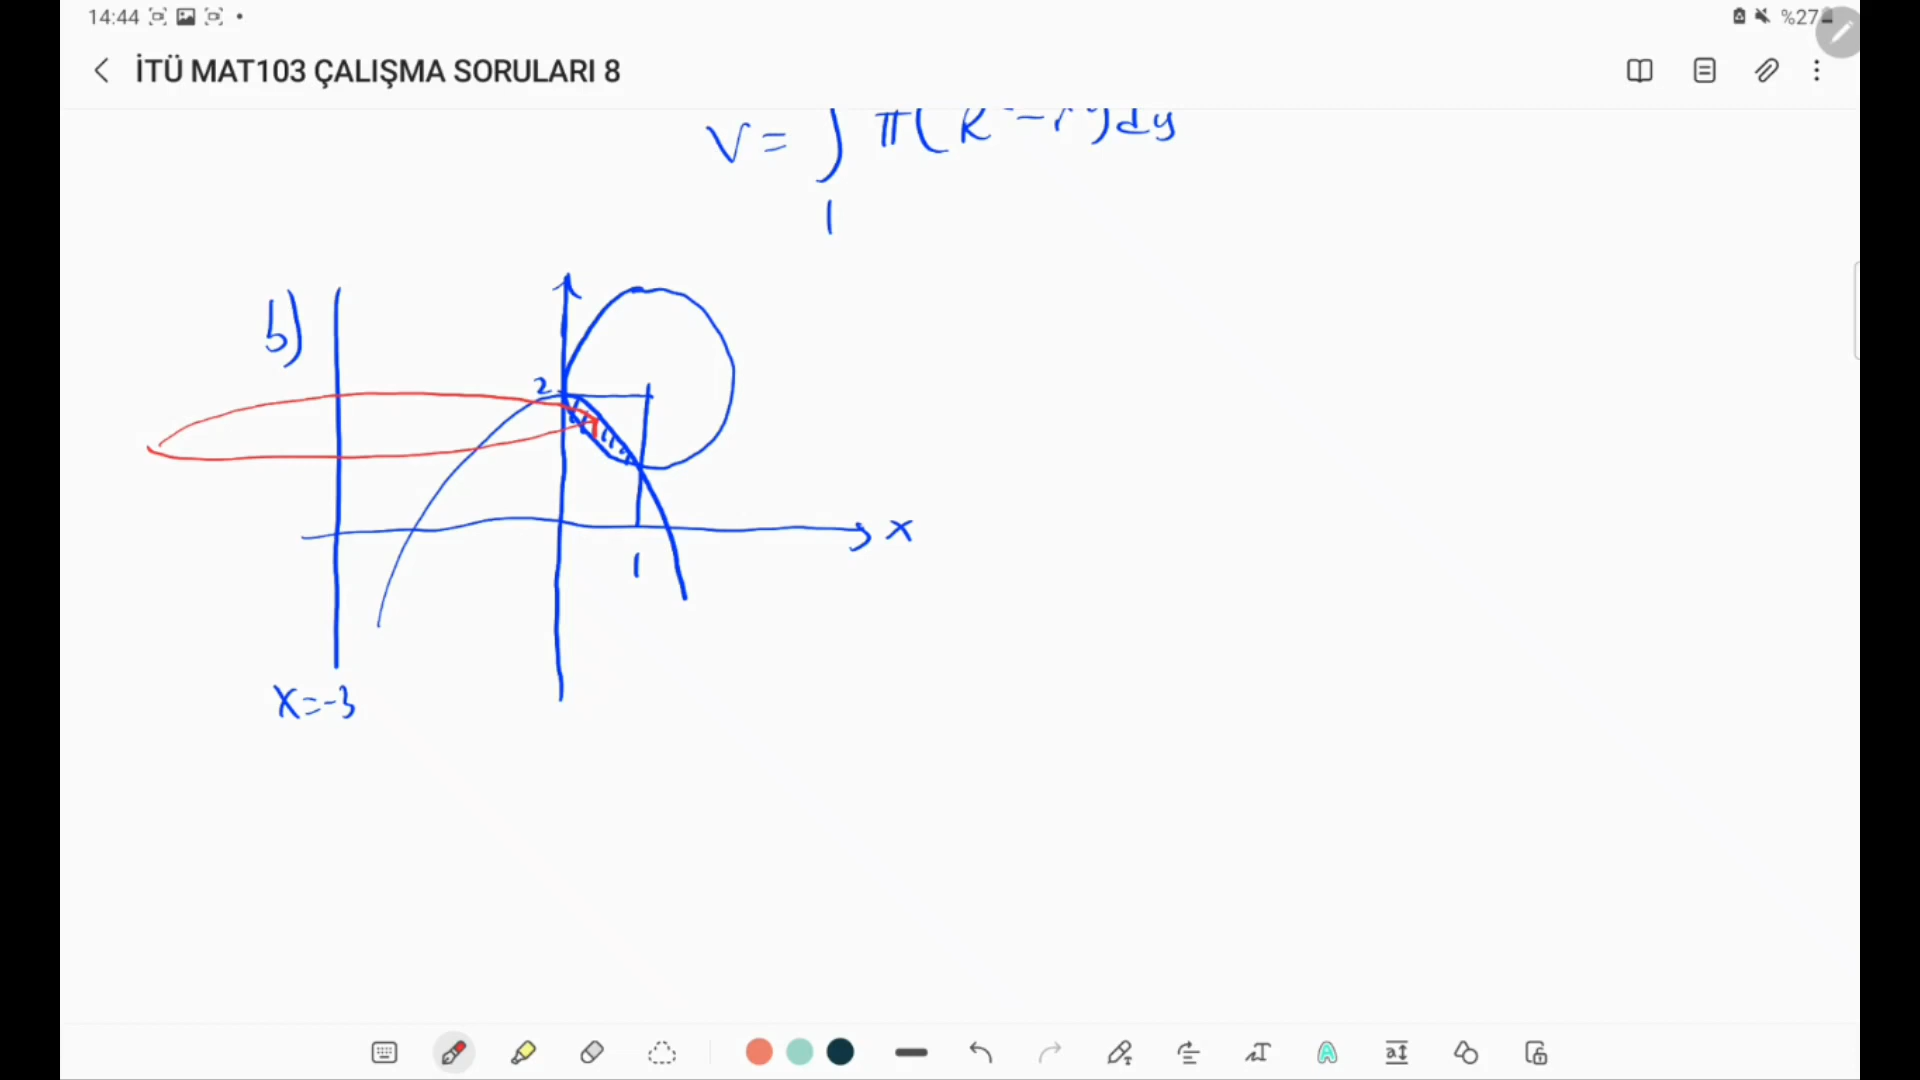 14:44 %27
İTÜ MAT103 ÇALIŞMA SORULARI 8
V = ∫ π(R²-r²)dy
1
b)
2
x
1
x=-3